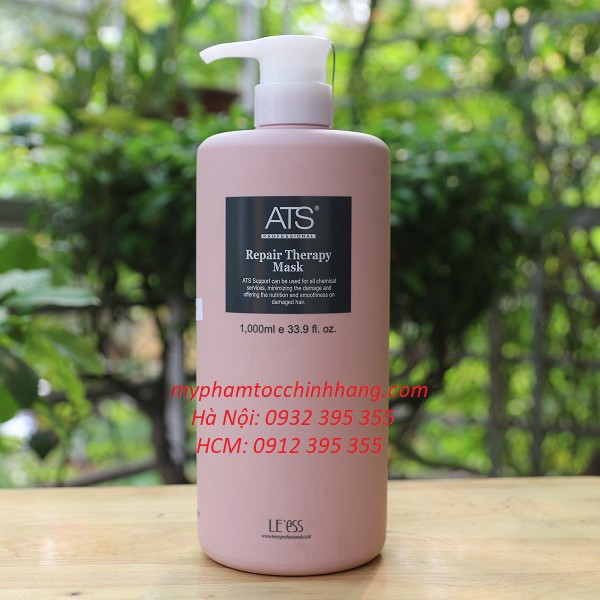 ATS®
PROFESSIONAL
Repair Therapy
Mask
ATS Support can be used for all chemical
services, minimizing the damage and
offering the nutrition and smoothness on
damaged hair.
1,000ml e 33.9 fl. oz.
myphamtocchinhhang.com
Hà Nội: 0932 395 355
HCM: 0912 395 355
LE'ESS